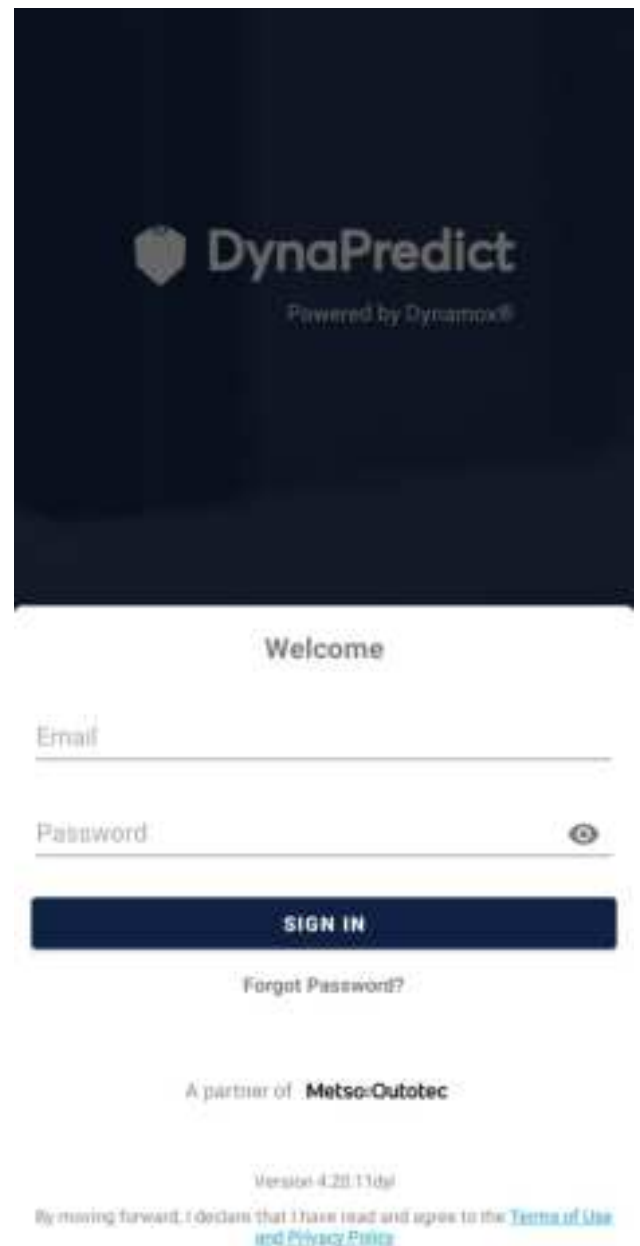 DynaPredict
Powered by Dynamox®
Welcome
Email
Password
SIGN IN
Forgot Password?
A partner of Metso:Outotec
Version
By moving forward, I declare that I have read and agree to the Terms of Use
and Privacy Policy